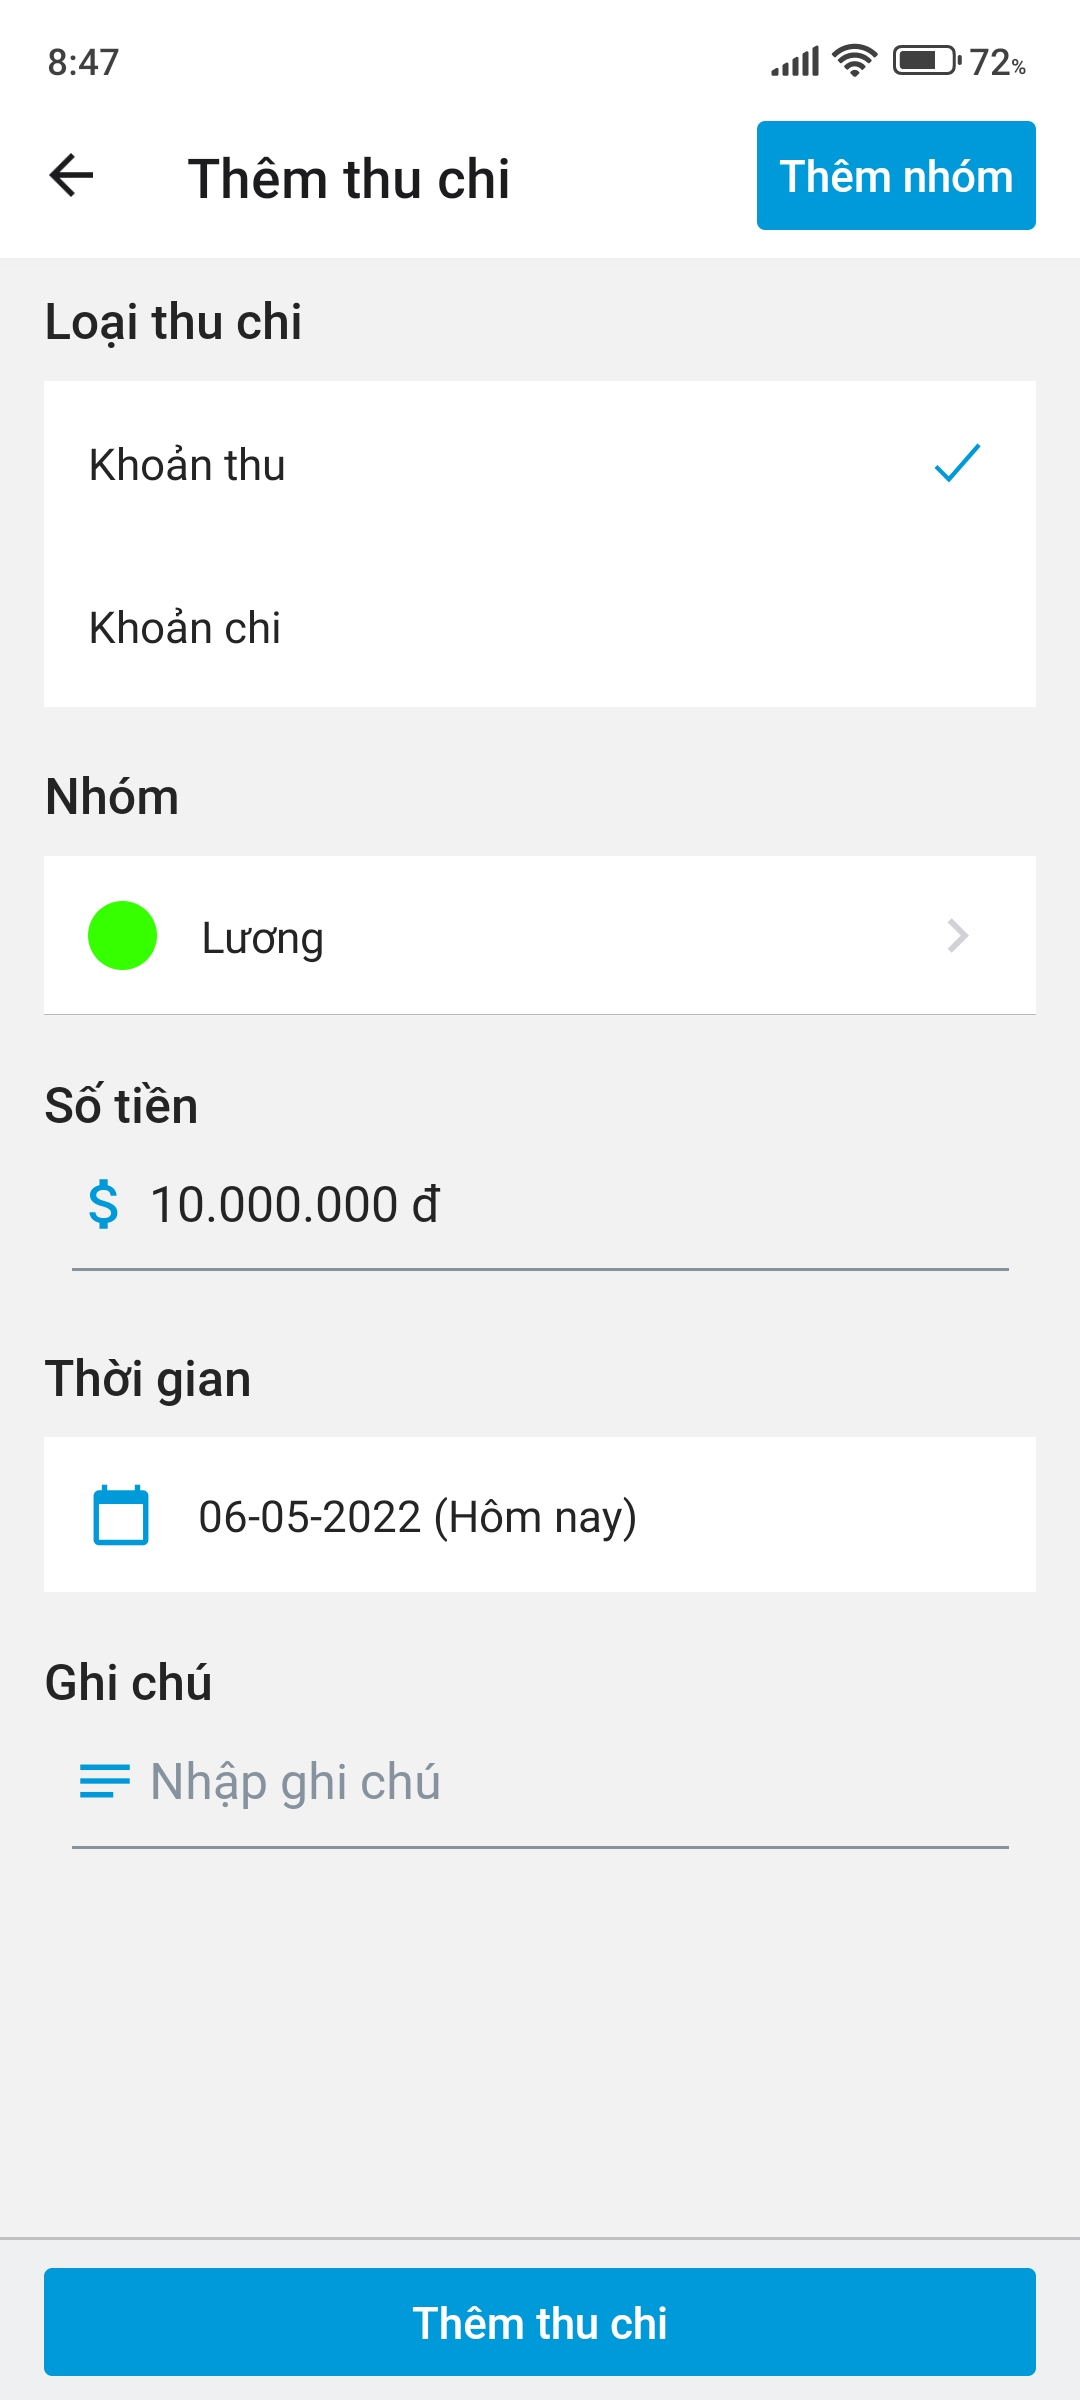 8:47
72%
Thêm thu chi
Thêm nhóm
Loại thu chi
Khoản thu
Khoản chi
Nhóm
Lương
Số tiền
$ 10.000.000 đ
Thời gian
06-05-2022 (Hôm nay)
Ghi chú
Nhập ghi chú
Thêm thu chi